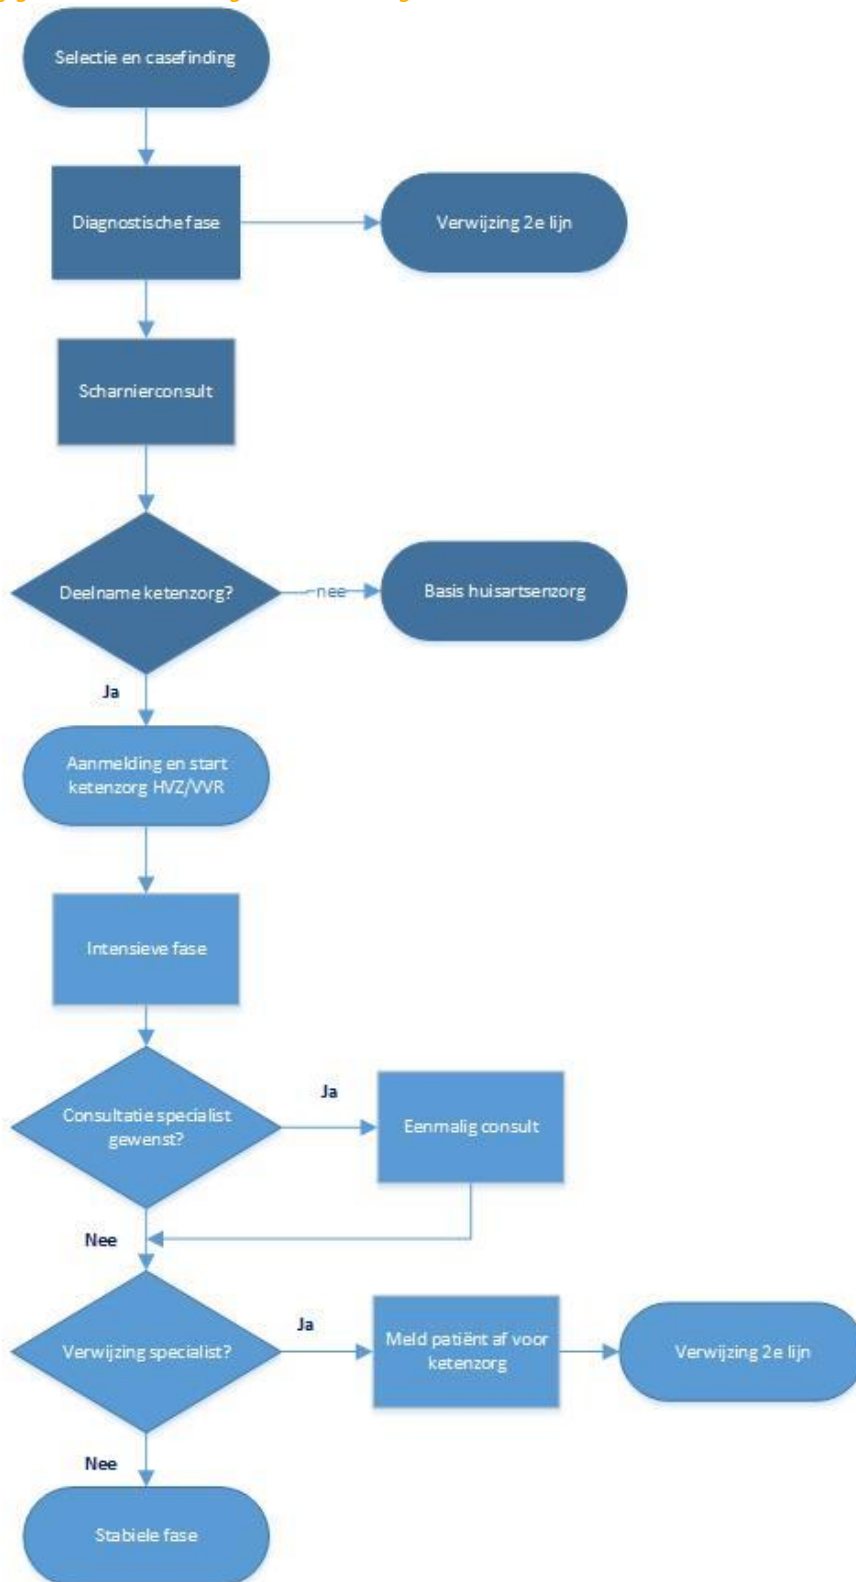 Selectie en casefinding
Diagnostische fase
Verwijzing 2e lijn
Scharnierconsult
Deelname ketenzorg?
nee
Basis huisartsenzorg
Ja
Aanmelding en start
ketenzorg HVZ/VVR
Intensieve fase
Consultatie specialist
gewenst?
Ja
Eenmalig consult
Nee
Verwijzing specialist?
Ja
Meld patiënt af voor
ketenzorg
Verwijzing 2e lijn
Nee
Stabiele fase